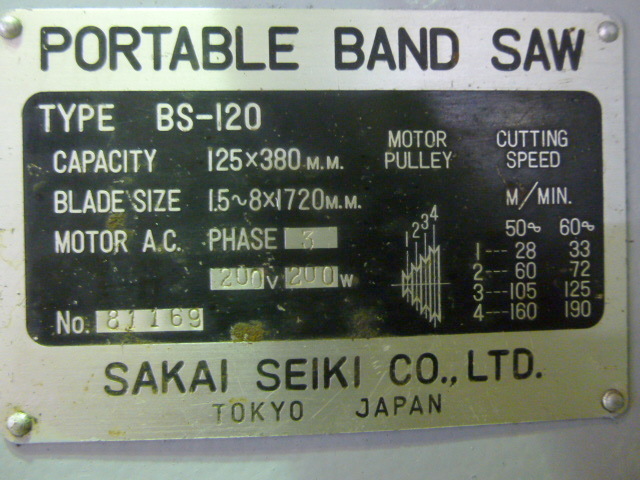 PORTABLE BAND SAW
TYPE BS-120
CAPACITY 125×380 M.M.
BLADE SIZE 1.5~8×1720 M.M.
MOTOR A.C. PHASE 3
200 V 200 W
No. 81169
MOTOR PULLEY
1 2 3 4
CUTTING SPEED
M/MIN.
50~ 60~
1 — 28 33
2 — 60 72
3 — 105 125
4 — 160 190
SAKAI SEIKI CO., LTD.
TOKYO JAPAN